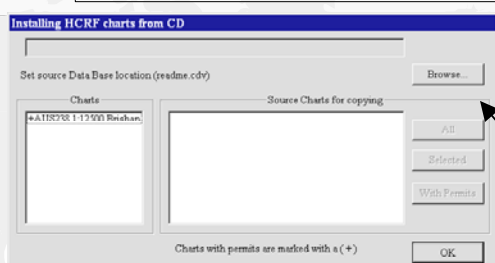 Installing HCRF charts from CD
Set source Data Base location (readme.cdv)
Browse...
Charts
Source Charts for copying
+AUS238 1-12500 Brisban
All
Selected
With Permits
Charts with permits are marked with a (+)
OK